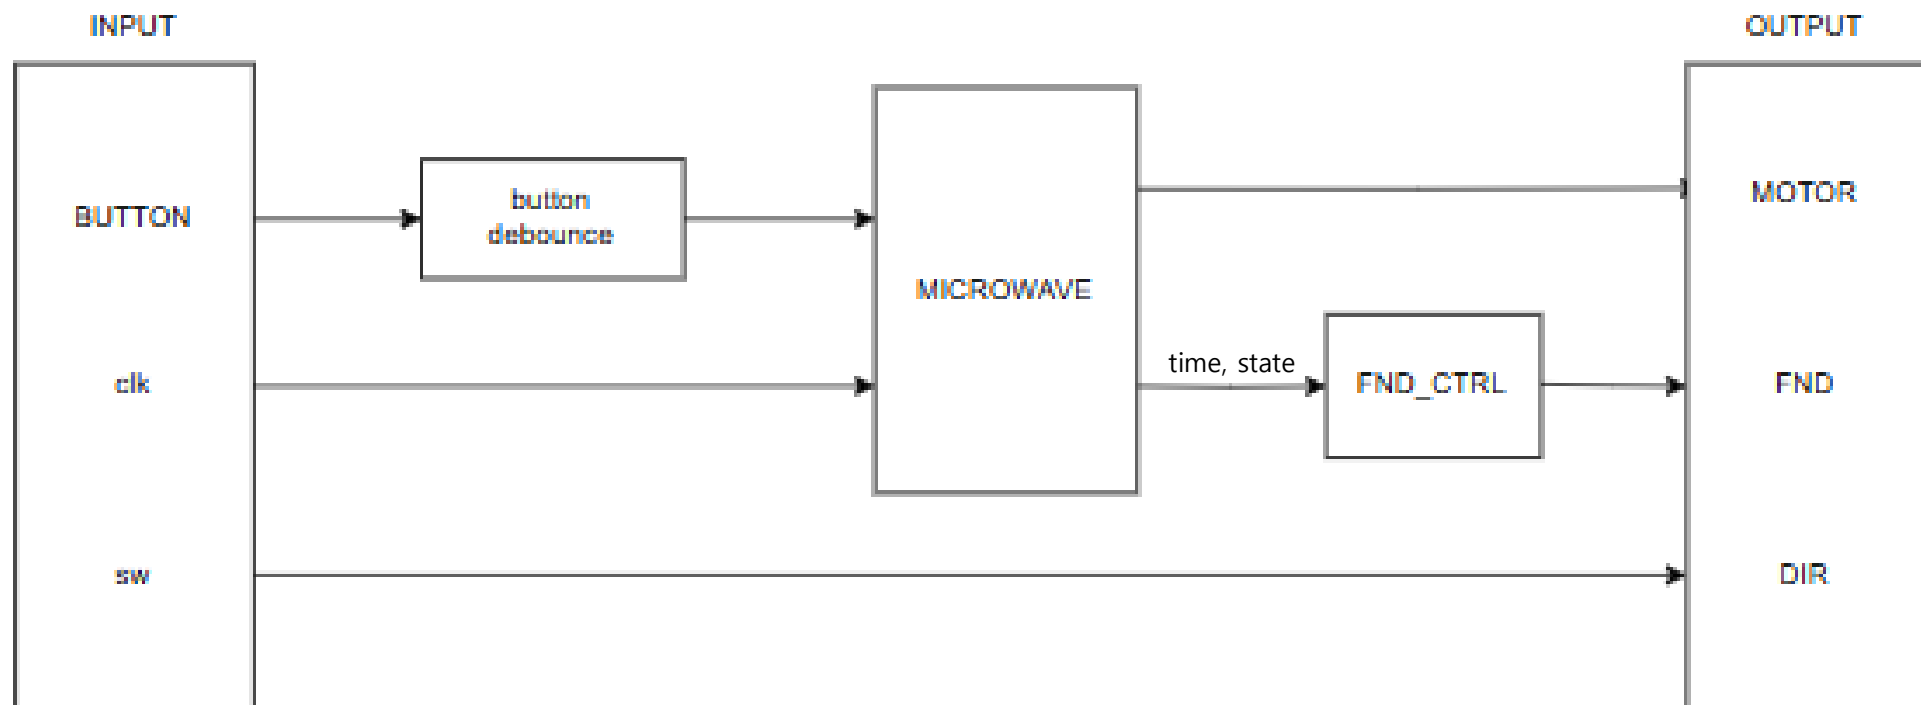 INPUT
OUTPUT
BUTTON
button
debounce
MICROWAVE
MOTOR
clk
time, state
FND_CTRL
FND
sw
DIR